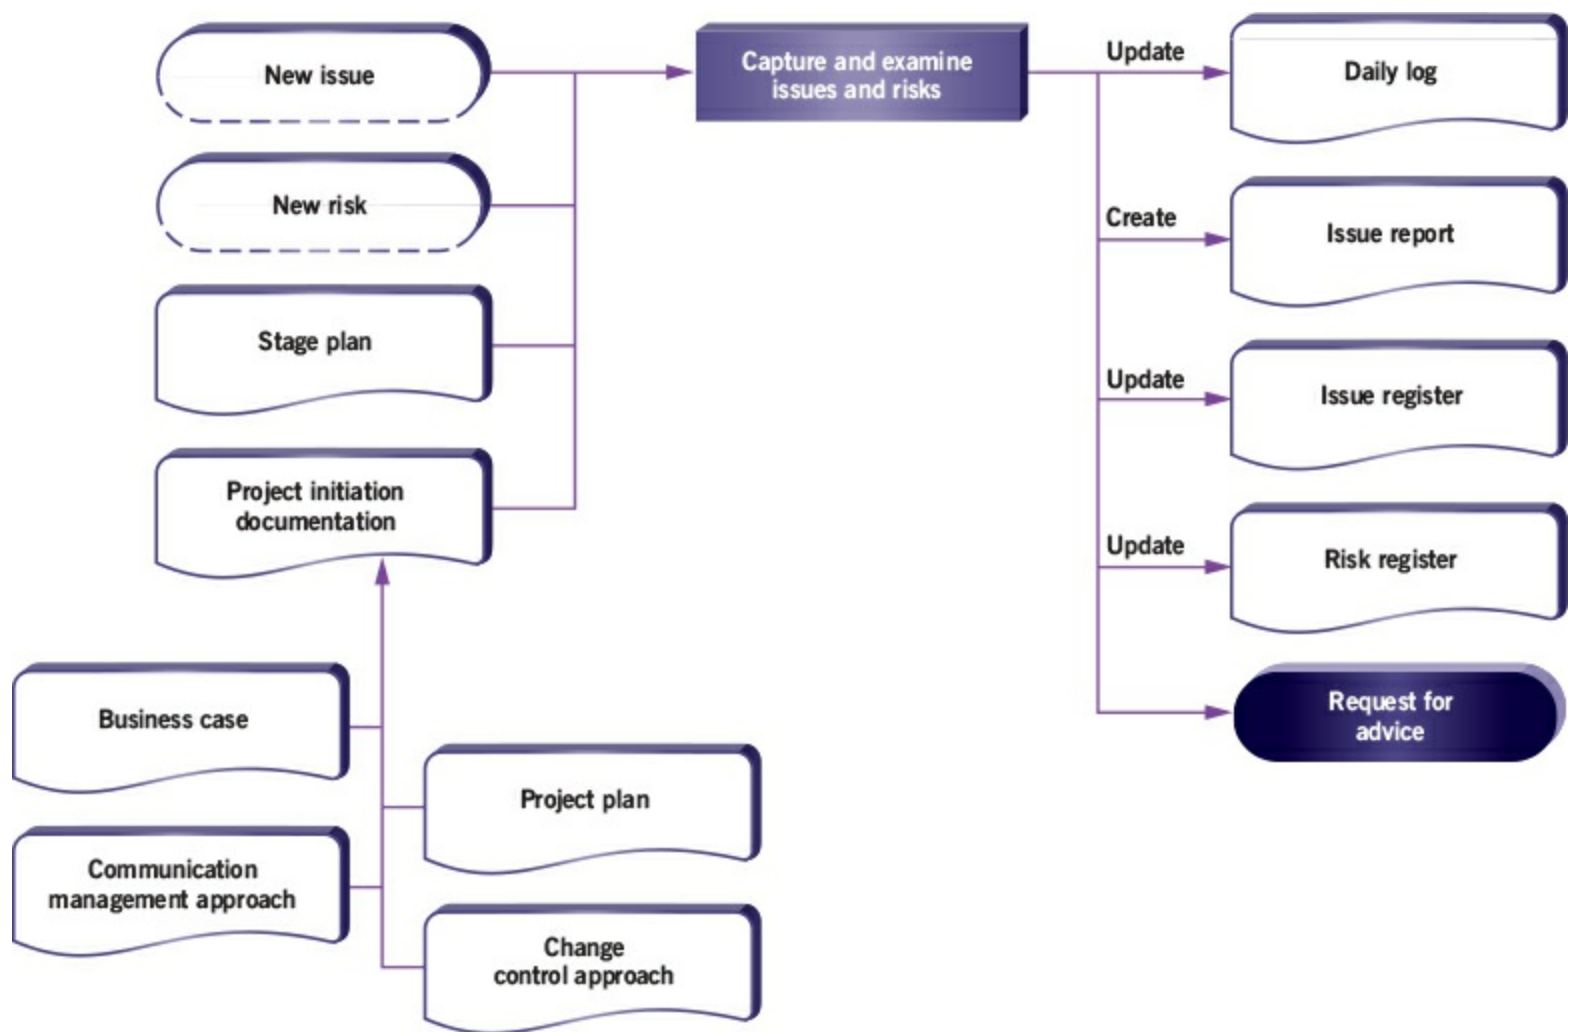 New issue
Capture and examine
issues and risks
Update
Daily log
New risk
Create
Issue report
Stage plan
Update
Issue register
Project initiation
documentation
Update
Risk register
Business case
Request for
advice
Project plan
Communication
management approach
Change
control approach